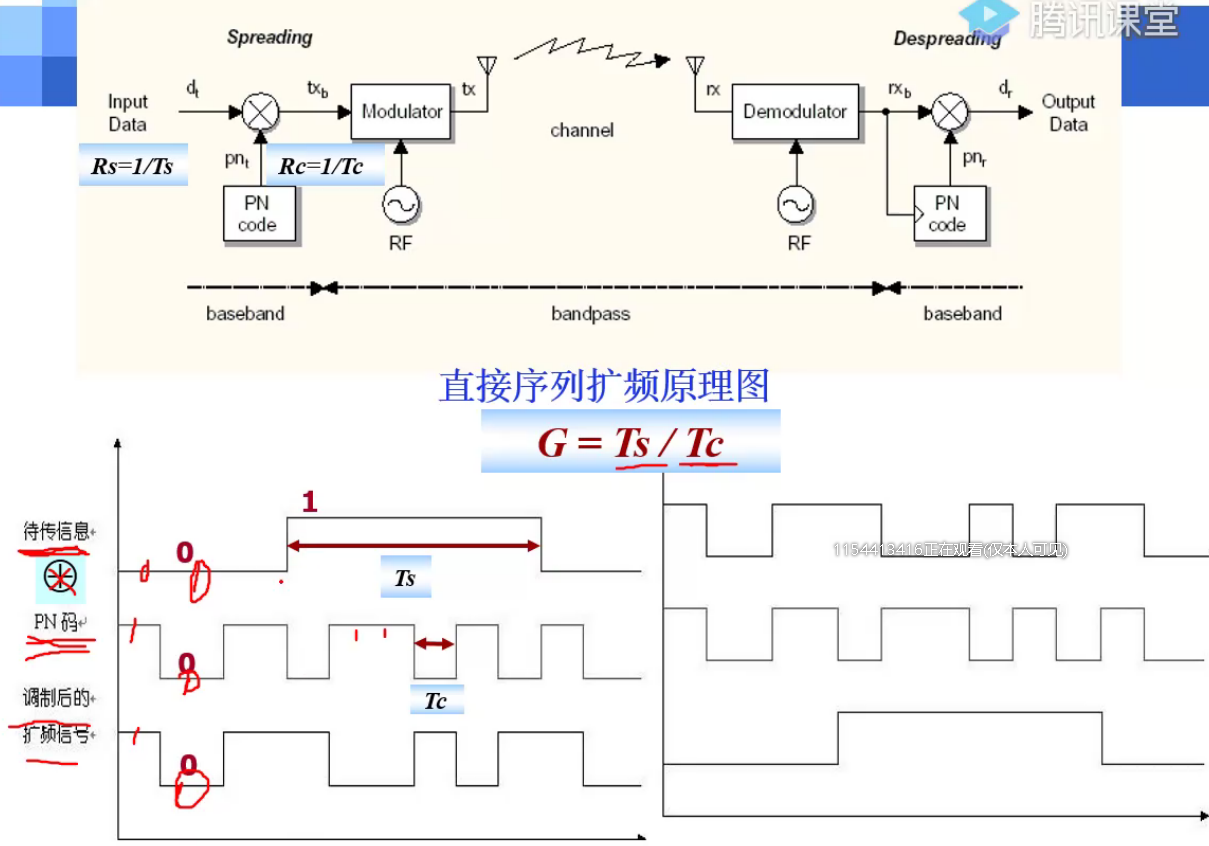 腾讯课堂
Spreading
Despreading
Input
Data
dt
txb
Modulator
tx
channel
rx
Demodulator
rxb
dr
Output
Data
Rs=1/Ts
pnt
Rc=1/Tc
pnr
PN
code
RF
RF
PN
code
baseband
bandpass
baseband
直接序列扩频原理图
G = Ts / Tc
1
待传信息
0
Ts
1154413416正在观看(仅本人可见)
PN 码
0
Tc
调制后的
扩频信号
0